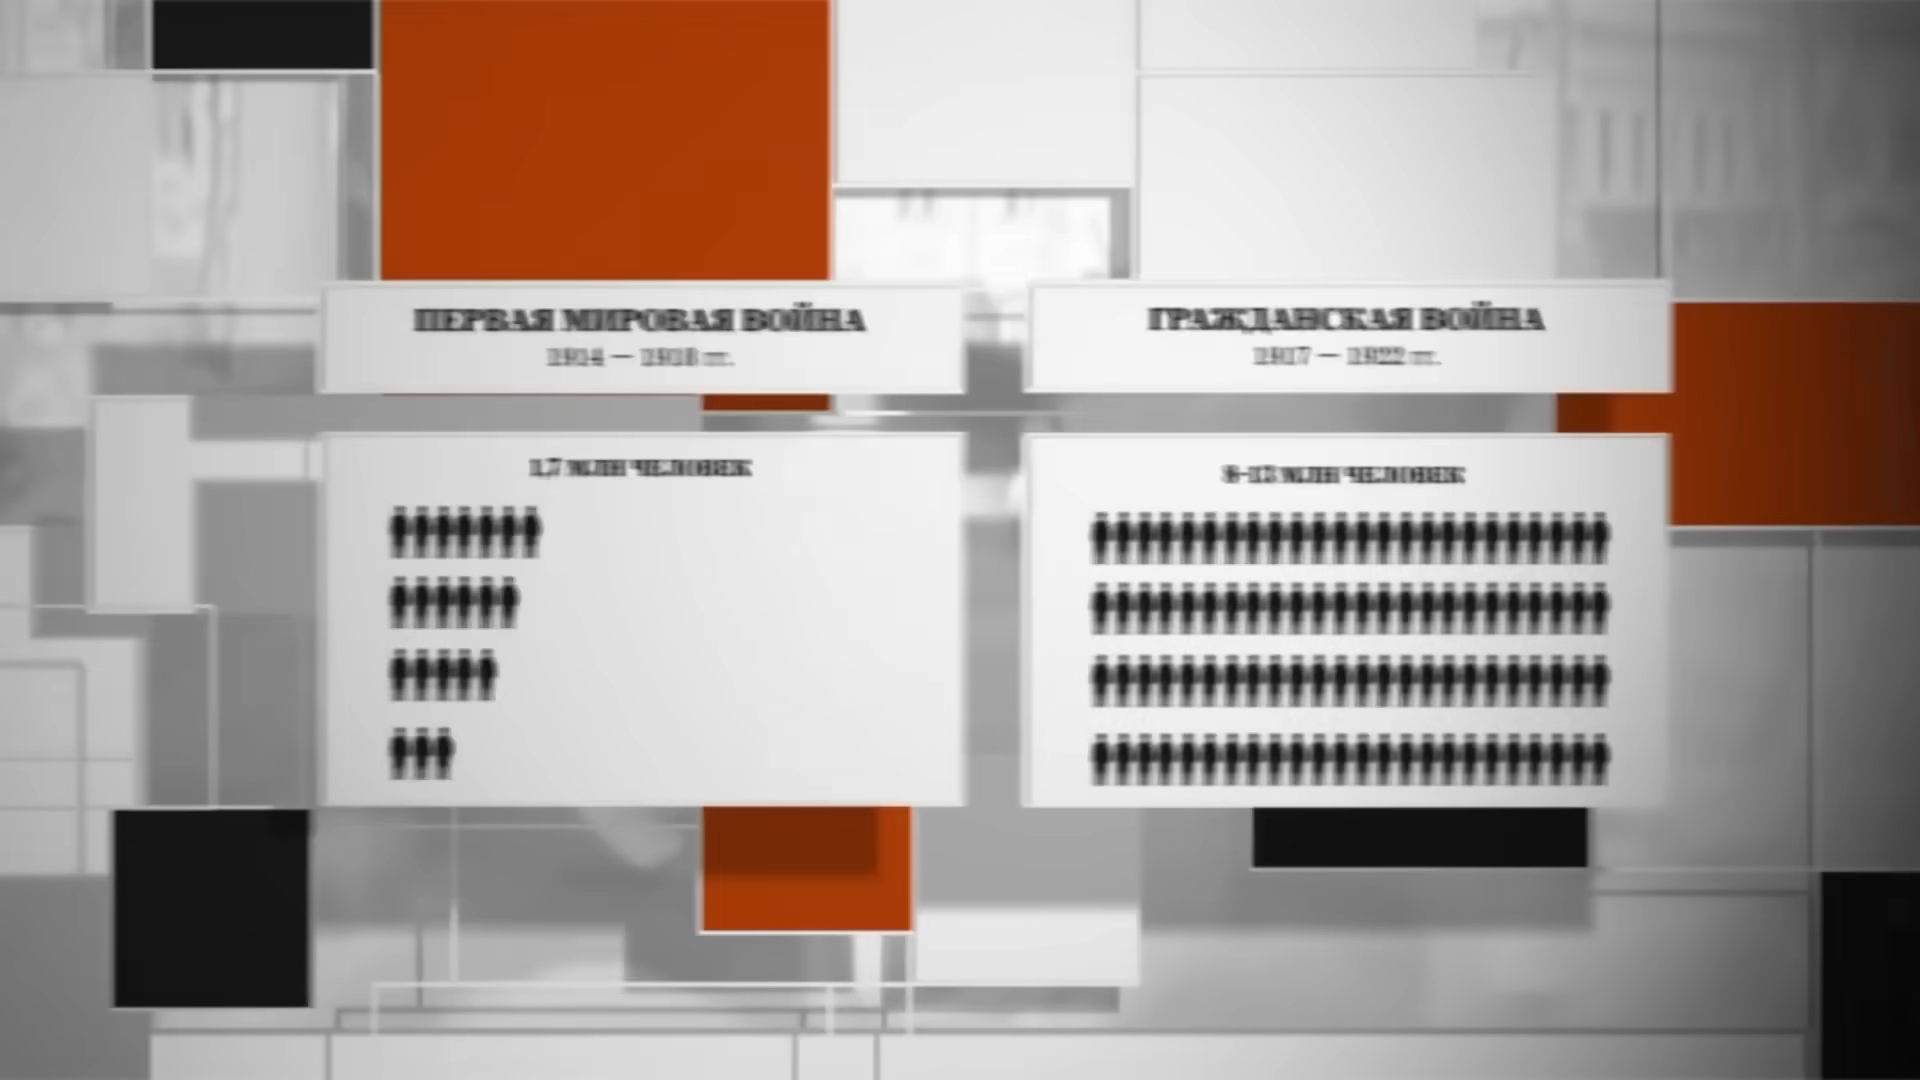 ПЕРВАЯ МИРОВАЯ ВОЙНА
1914 — 1918 гг.
ГРАЖДАНСКАЯ ВОЙНА
1917 — 1922 гг.
1,7 МЛН ЧЕЛОВЕК
8-13 МЛН ЧЕЛОВЕК